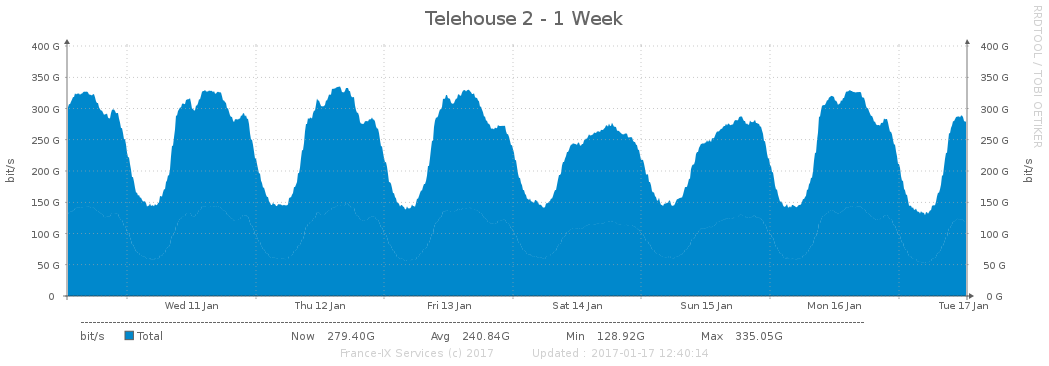 Telehouse 2 - 1 Week
RRDTOOL / TOBI OETIKER
bit/s
400 G
350 G
300 G
250 G
200 G
150 G
100 G
50 G
0
400 G
350 G
300 G
250 G
200 G
150 G
100 G
50 G
0 G
bit/s
Wed 11 Jan Thu 12 Jan Fri 13 Jan Sat 14 Jan Sun 15 Jan Mon 16 Jan Tue 17 Jan
bit/s Total Now 279.40G Avg 240.84G Min 128.92G Max 335.05G
France-IX Services (c) 2017 Updated : 2017-01-17 12:40:14